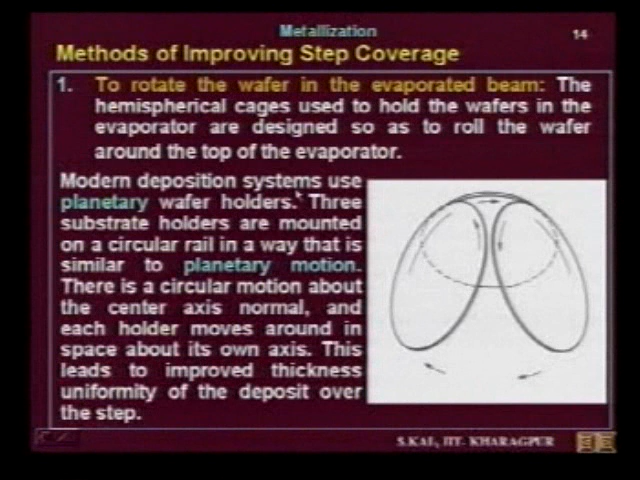 Metallization
14
Methods of Improving Step Coverage
1. To rotate the wafer in the evaporated beam: The
hemispherical cages used to hold the wafers in the
evaporator are designed so as to roll the wafer
around the top of the evaporator.
Modern deposition systems use
planetary wafer holders. Three
substrate holders are mounted
on a circular rail in a way that is
similar to planetary motion.
There is a circular motion about
the center axis normal, and
each holder moves around in
space about its own axis. This
leads to improved thickness
uniformity of the deposit over
the step.
S.KAL, IIT- KHARAGPUR